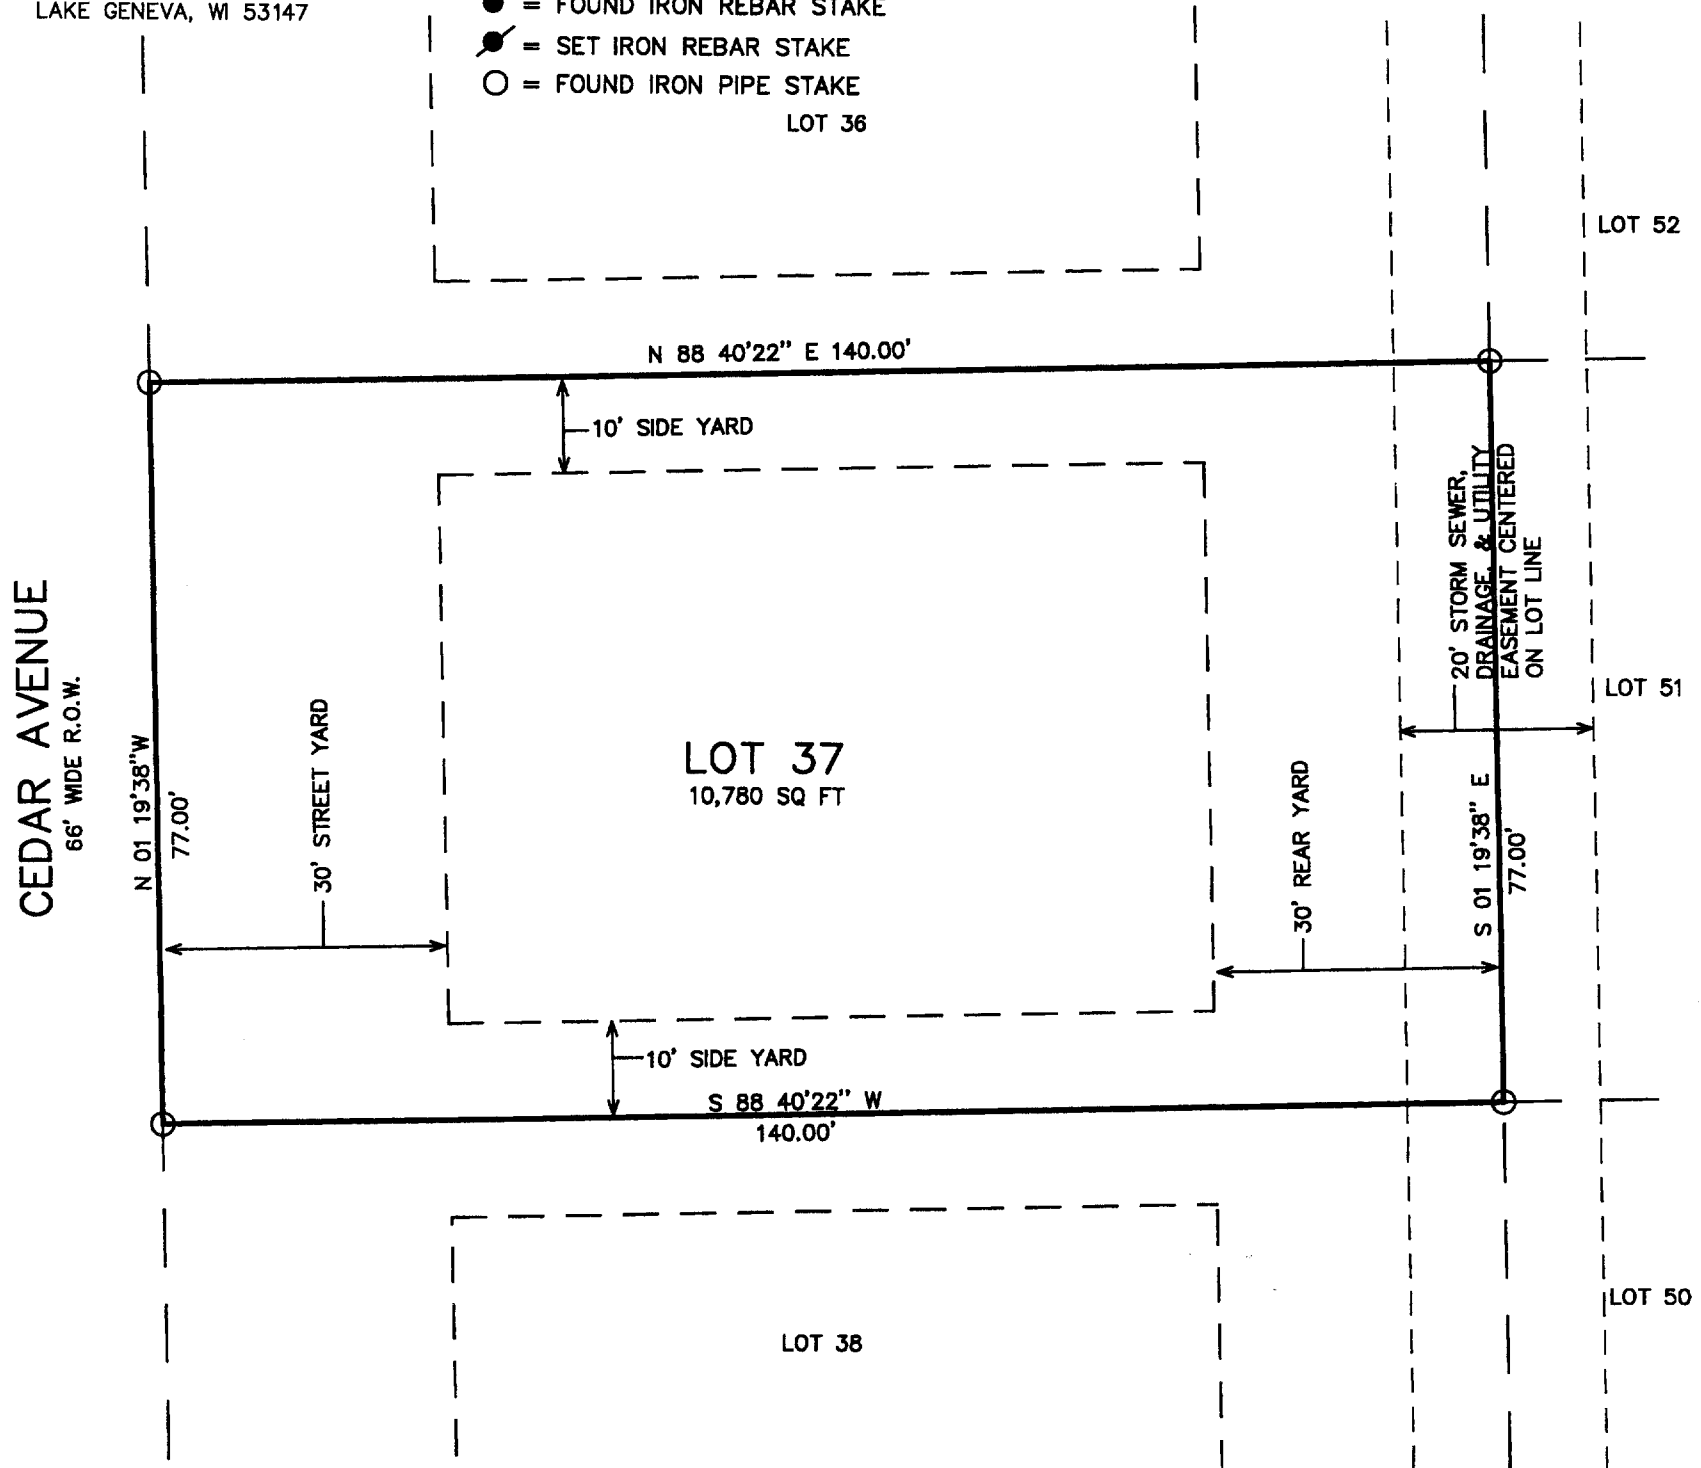 LAKE GENEVA, WI 53147
= FOUND IRON REBAR STAKE
= SET IRON REBAR STAKE
= FOUND IRON PIPE STAKE
LOT 36
LOT 52
N 88 40'22" E 140.00'
10' SIDE YARD
20' STORM SEWER,
DRAINAGE, & UTILITY
EASEMENT CENTERED
ON LOT LINE
CEDAR AVENUE
66' WIDE R.O.W.
N 01 19'38"W
77.00'
30' STREET YARD
LOT 37
10,780 SQ FT
30' REAR YARD
S 01 19'38" E
77.00'
LOT 51
10' SIDE YARD
S 88 40'22" W
140.00'
LOT 38
LOT 50